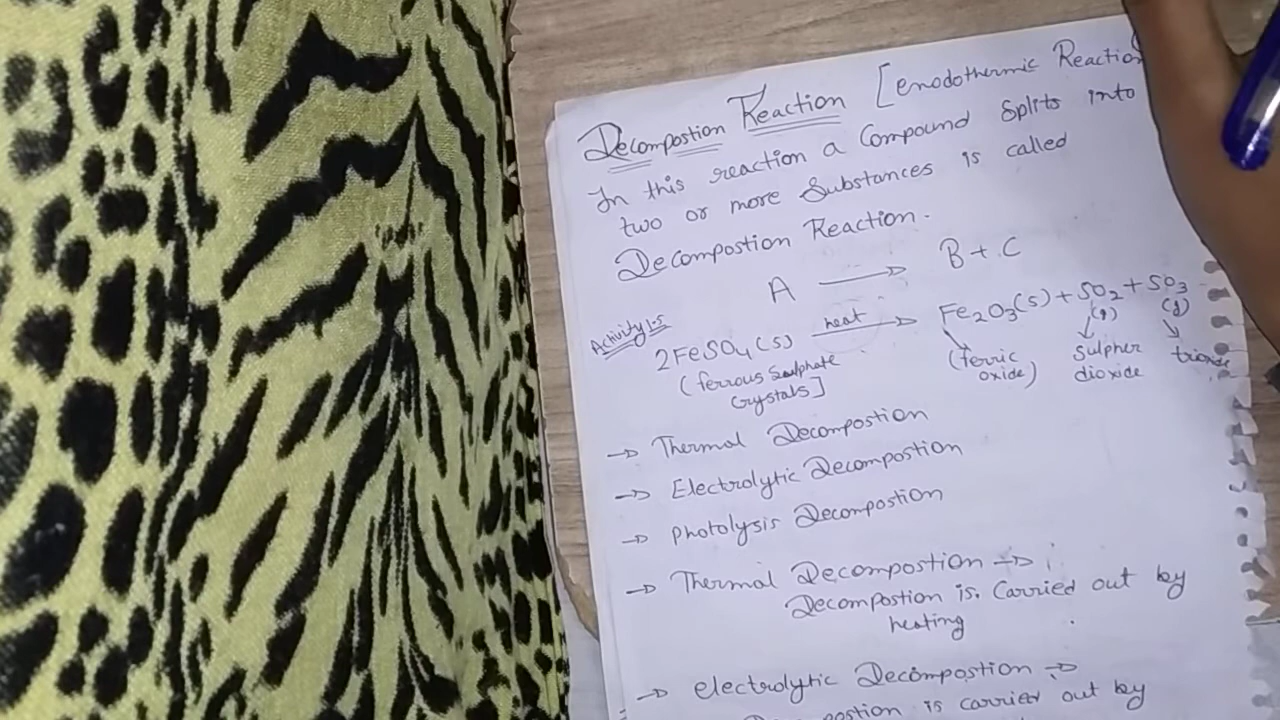 Decompostion Reaction [enodothermic Reaction
In this reaction a Compound Splits into
two or more Substances is called
Decompostion Reaction.
A → B + C
Activity 1.5
2FeSO4(s) heat → Fe2O3(s) + SO2 + SO3
(g) (g)
(ferrous Sulphate
Crystals]
(ferric
oxide)
Sulpher
dioxide
trioxide
→ Thermal Decompostion
→ Electrolytic Decompostion
→ Photolysis Decompostion
→ Thermal Decompostion →
Decompostion is. Carried out by
heating
→ electrolytic Decompostion →
is carried out by